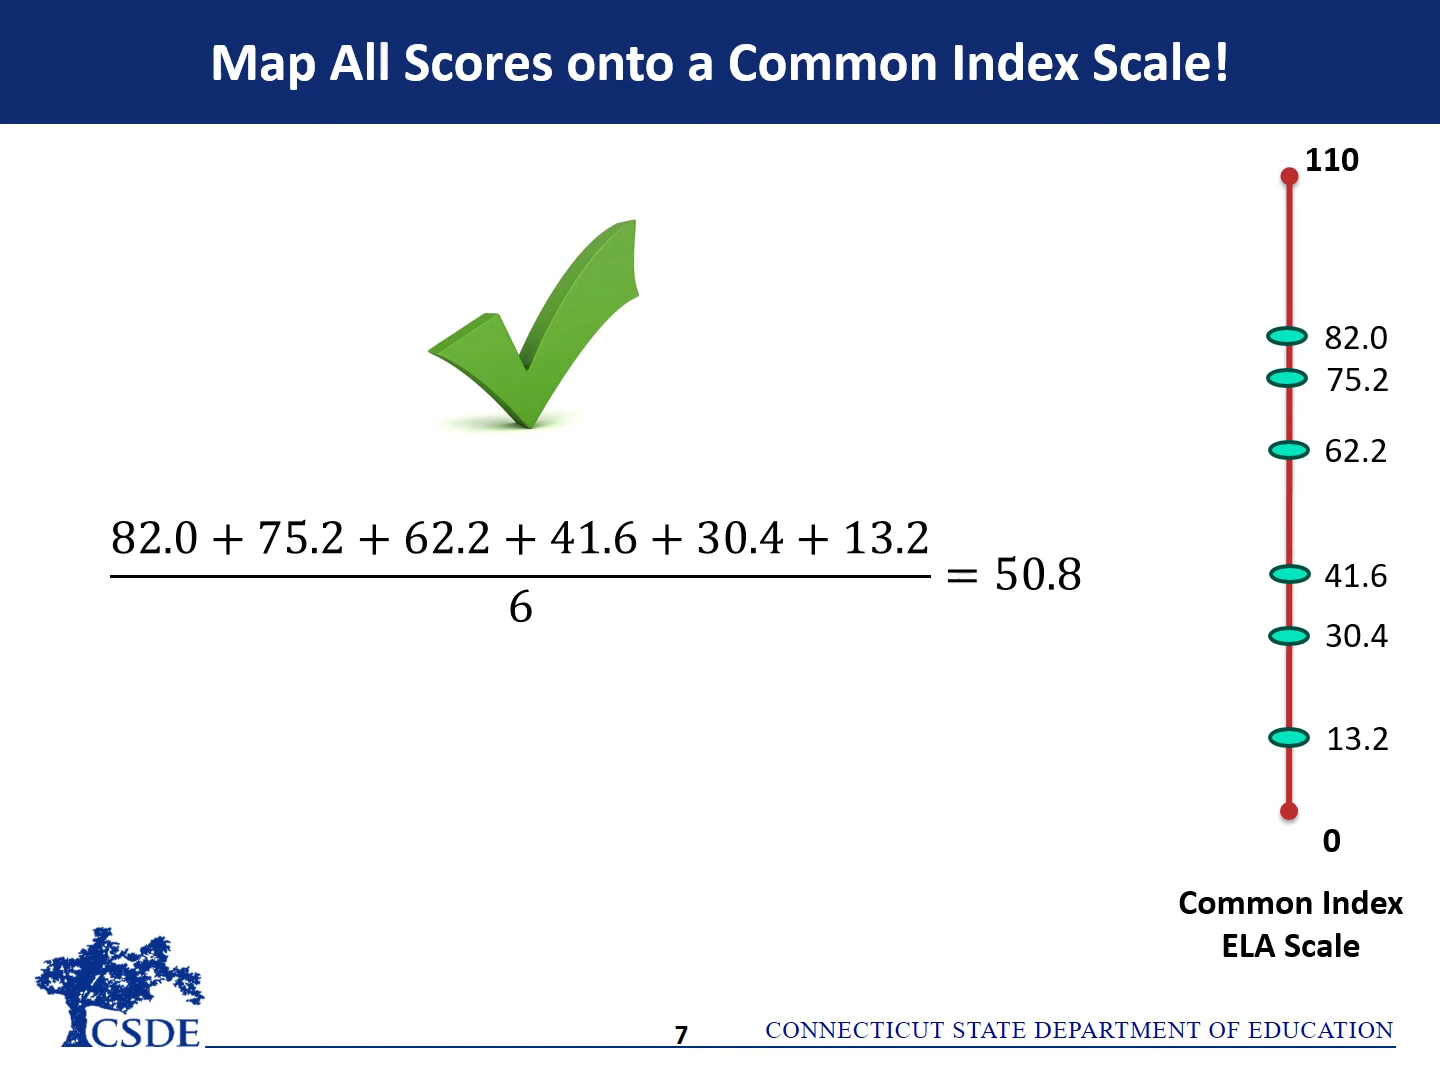 Map All Scores onto a Common Index Scale!
110
82.0
75.2
62.2
82.0 + 75.2 + 62.2 + 41.6 + 30.4 + 13.2
6
= 50.8
41.6
30.4
13.2
0
Common Index
ELA Scale
CSDE
7
CONNECTICUT STATE DEPARTMENT OF EDUCATION